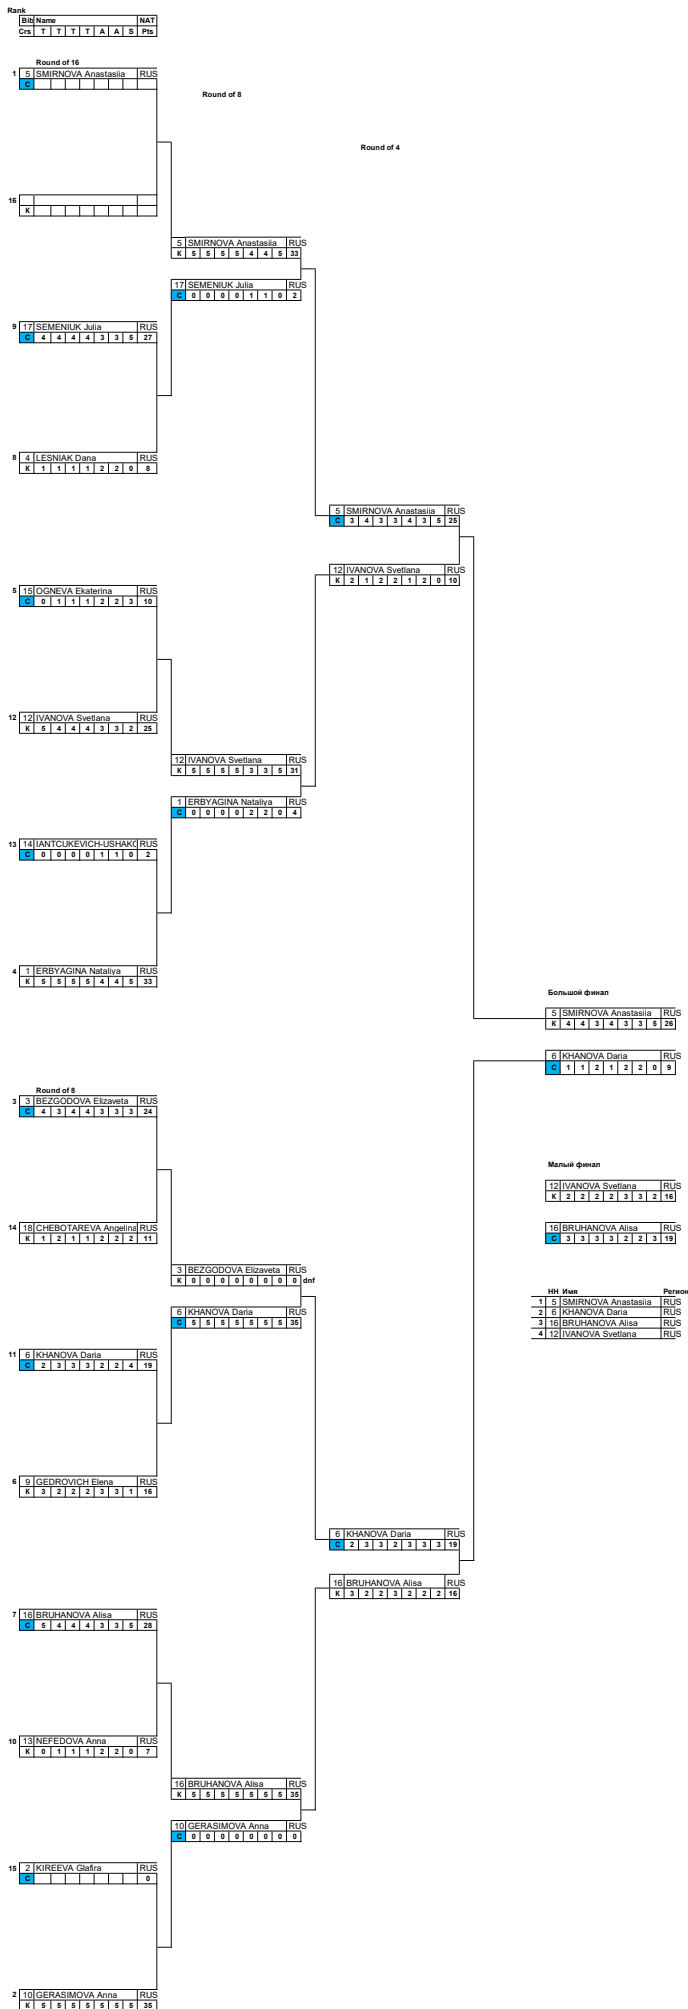 Rank
Bib Name NAT
Crs T T T T A A S Pts
Round of 16
1 5 SMIRNOVA Anastasiia RUS
C
Round of 8
Round of 4
16
K
5 SMIRNOVA Anastasiia RUS
K 5 5 5 5 4 4 5 33
17 SEMENIUK Julia RUS
C 0 0 0 0 1 1 0 2
9 17 SEMENIUK Julia RUS
C 4 4 4 4 3 3 5 27
8 4 LESNIAK Dana RUS
K 1 1 1 1 2 2 0 8
5 SMIRNOVA Anastasiia RUS
C 3 4 3 3 4 3 5 25
12 IVANOVA Svetlana RUS
K 2 1 2 2 1 2 0 10
5 15 OGNEVA Ekaterina RUS
C 0 1 1 1 2 2 3 10
12 12 IVANOVA Svetlana RUS
K 5 4 4 4 3 3 2 25
12 IVANOVA Svetlana RUS
K 5 5 5 5 3 3 5 31
1 ERBYAGINA Nataliya RUS
C 0 0 0 0 2 2 0 4
13 14 IANTCUKEVICH-USHAKO RUS
C 0 0 0 0 1 1 0 2
4 1 ERBYAGINA Nataliya RUS
K 5 5 5 5 4 4 5 33
Большой финал
5 SMIRNOVA Anastasiia RUS
K 4 4 3 4 3 3 5 26
6 KHANOVA Daria RUS
C 1 1 2 1 2 2 0 9
Round of 8
3 3 BEZGODOVA Elizaveta RUS
C 4 3 4 4 3 3 3 24
Малый финал
12 IVANOVA Svetlana RUS
K 2 2 2 2 3 3 2 16
16 BRUHANOVA Alisa RUS
C 3 3 3 3 2 2 3 19
14 18 CHEBOTAREVA Angelina RUS
K 1 2 1 1 2 2 2 11
3 BEZGODOVA Elizaveta RUS
K 0 0 0 0 0 0 0 0 dnf
6 KHANOVA Daria RUS
C 5 5 5 5 5 5 5 35
НН Имя Регион
1 5 SMIRNOVA Anastasiia RUS
2 6 KHANOVA Daria RUS
3 16 BRUHANOVA Alisa RUS
4 12 IVANOVA Svetlana RUS
11 6 KHANOVA Daria RUS
C 2 3 3 3 2 2 4 19
6 9 GEDROVICH Elena RUS
K 3 2 2 2 3 3 1 16
6 KHANOVA Daria RUS
C 2 3 3 2 3 3 3 19
16 BRUHANOVA Alisa RUS
K 3 2 2 3 2 2 2 16
7 16 BRUHANOVA Alisa RUS
C 5 4 4 4 3 3 5 28
10 13 NEFEDOVA Anna RUS
K 0 1 1 1 2 2 0 7
16 BRUHANOVA Alisa RUS
K 5 5 5 5 5 5 5 35
10 GERASIMOVA Anna RUS
C 0 0 0 0 0 0 0 0
15 2 KIREEVA Glafira RUS
C 0
2 10 GERASIMOVA Anna RUS
K 5 5 5 5 5 5 5 35